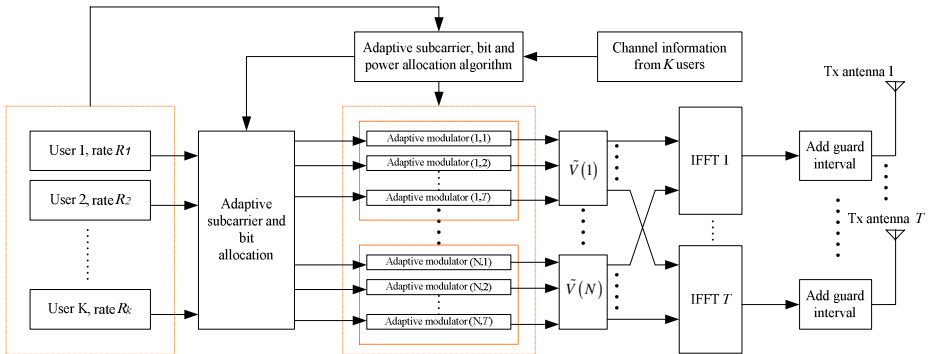 Adaptive subcarrier, bit and
power allocation algorithm
Channel information
from K users
Tx antenna 1
User 1, rate R1
User 2, rate R2
User K, rate Rk
Adaptive
subcarrier and
bit
allocation
Adaptive modulator (1,1)
Adaptive modulator (1,2)
Adaptive modulator (1,T)
Adaptive modulator (N,1)
Adaptive modulator (N,2)
Adaptive modulator (N,T)
Ṽ(1)
Ṽ(N)
IFFT 1
IFFT T
Add guard
interval
Tx antenna T
Add guard
interval